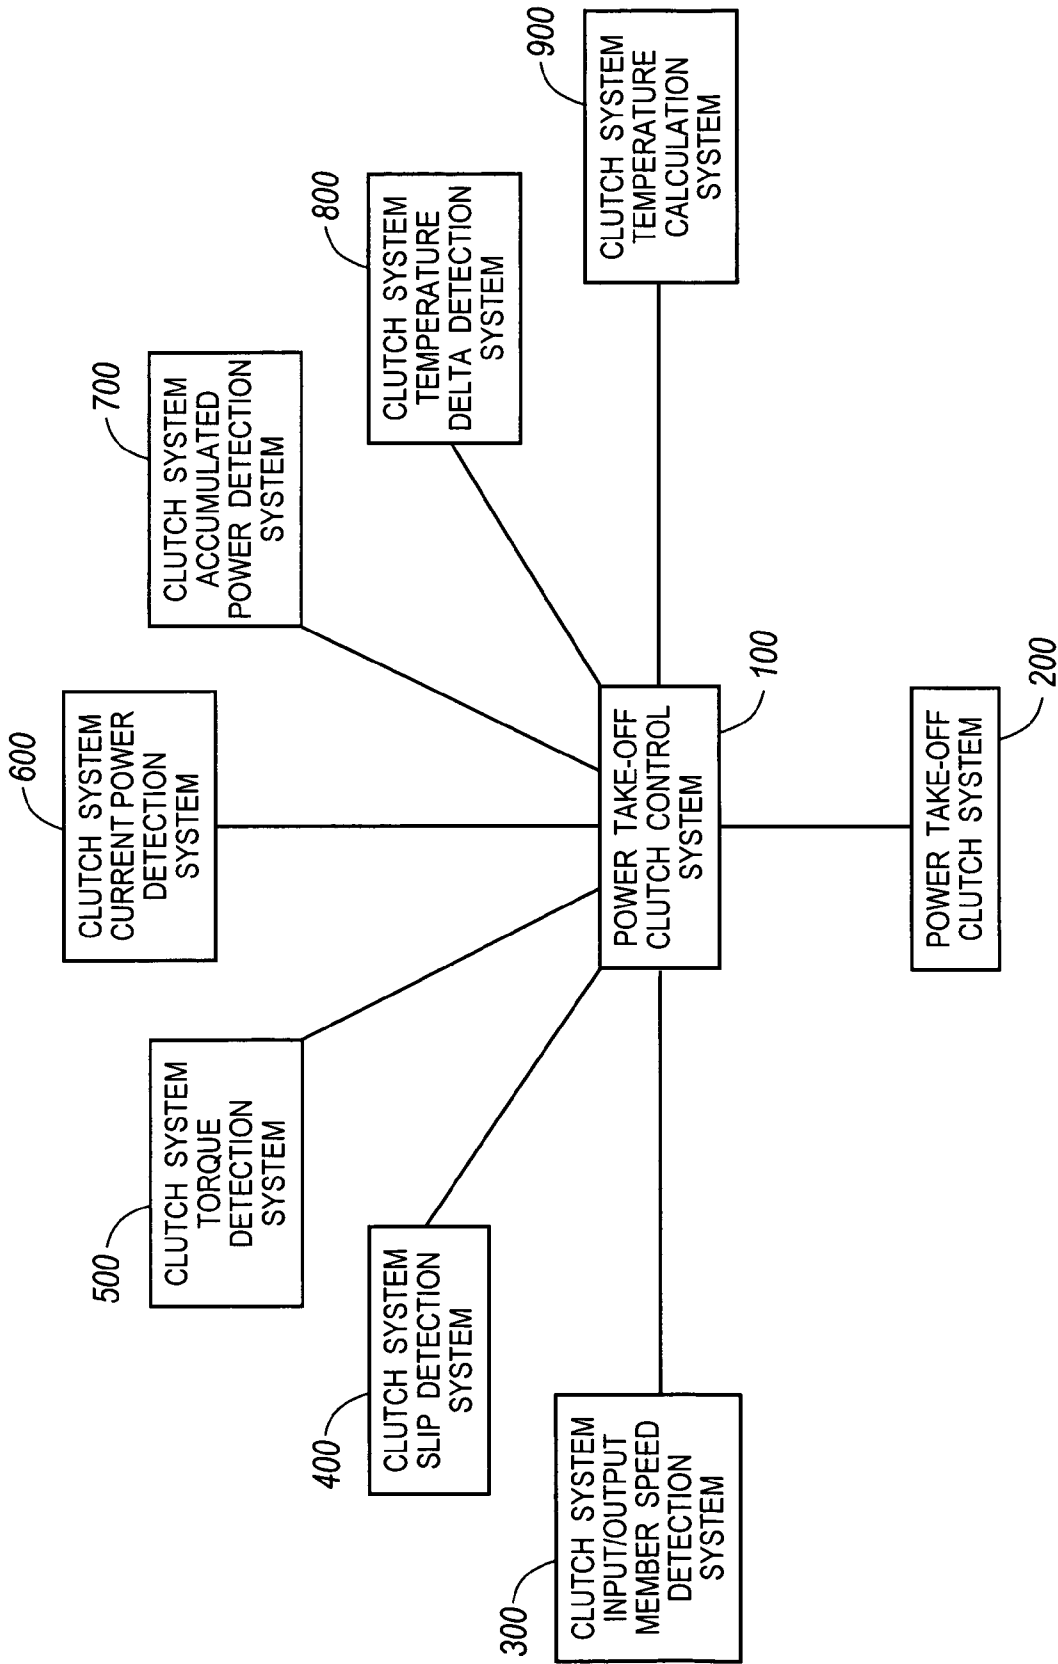 600
CLUTCH SYSTEM
CURRENT POWER
DETECTION
SYSTEM
500
CLUTCH SYSTEM
TORQUE
DETECTION
SYSTEM
700
CLUTCH SYSTEM
ACCUMULATED
POWER DETECTION
SYSTEM
400
CLUTCH SYSTEM
SLIP DETECTION
SYSTEM
800
CLUTCH SYSTEM
TEMPERATURE
DELTA DETECTION
SYSTEM
300
CLUTCH SYSTEM
INPUT/OUTPUT
MEMBER SPEED
DETECTION
SYSTEM
POWER TAKE-OFF
CLUTCH CONTROL
SYSTEM
100
900
CLUTCH SYSTEM
TEMPERATURE
CALCULATION
SYSTEM
POWER TAKE-OFF
CLUTCH SYSTEM
200